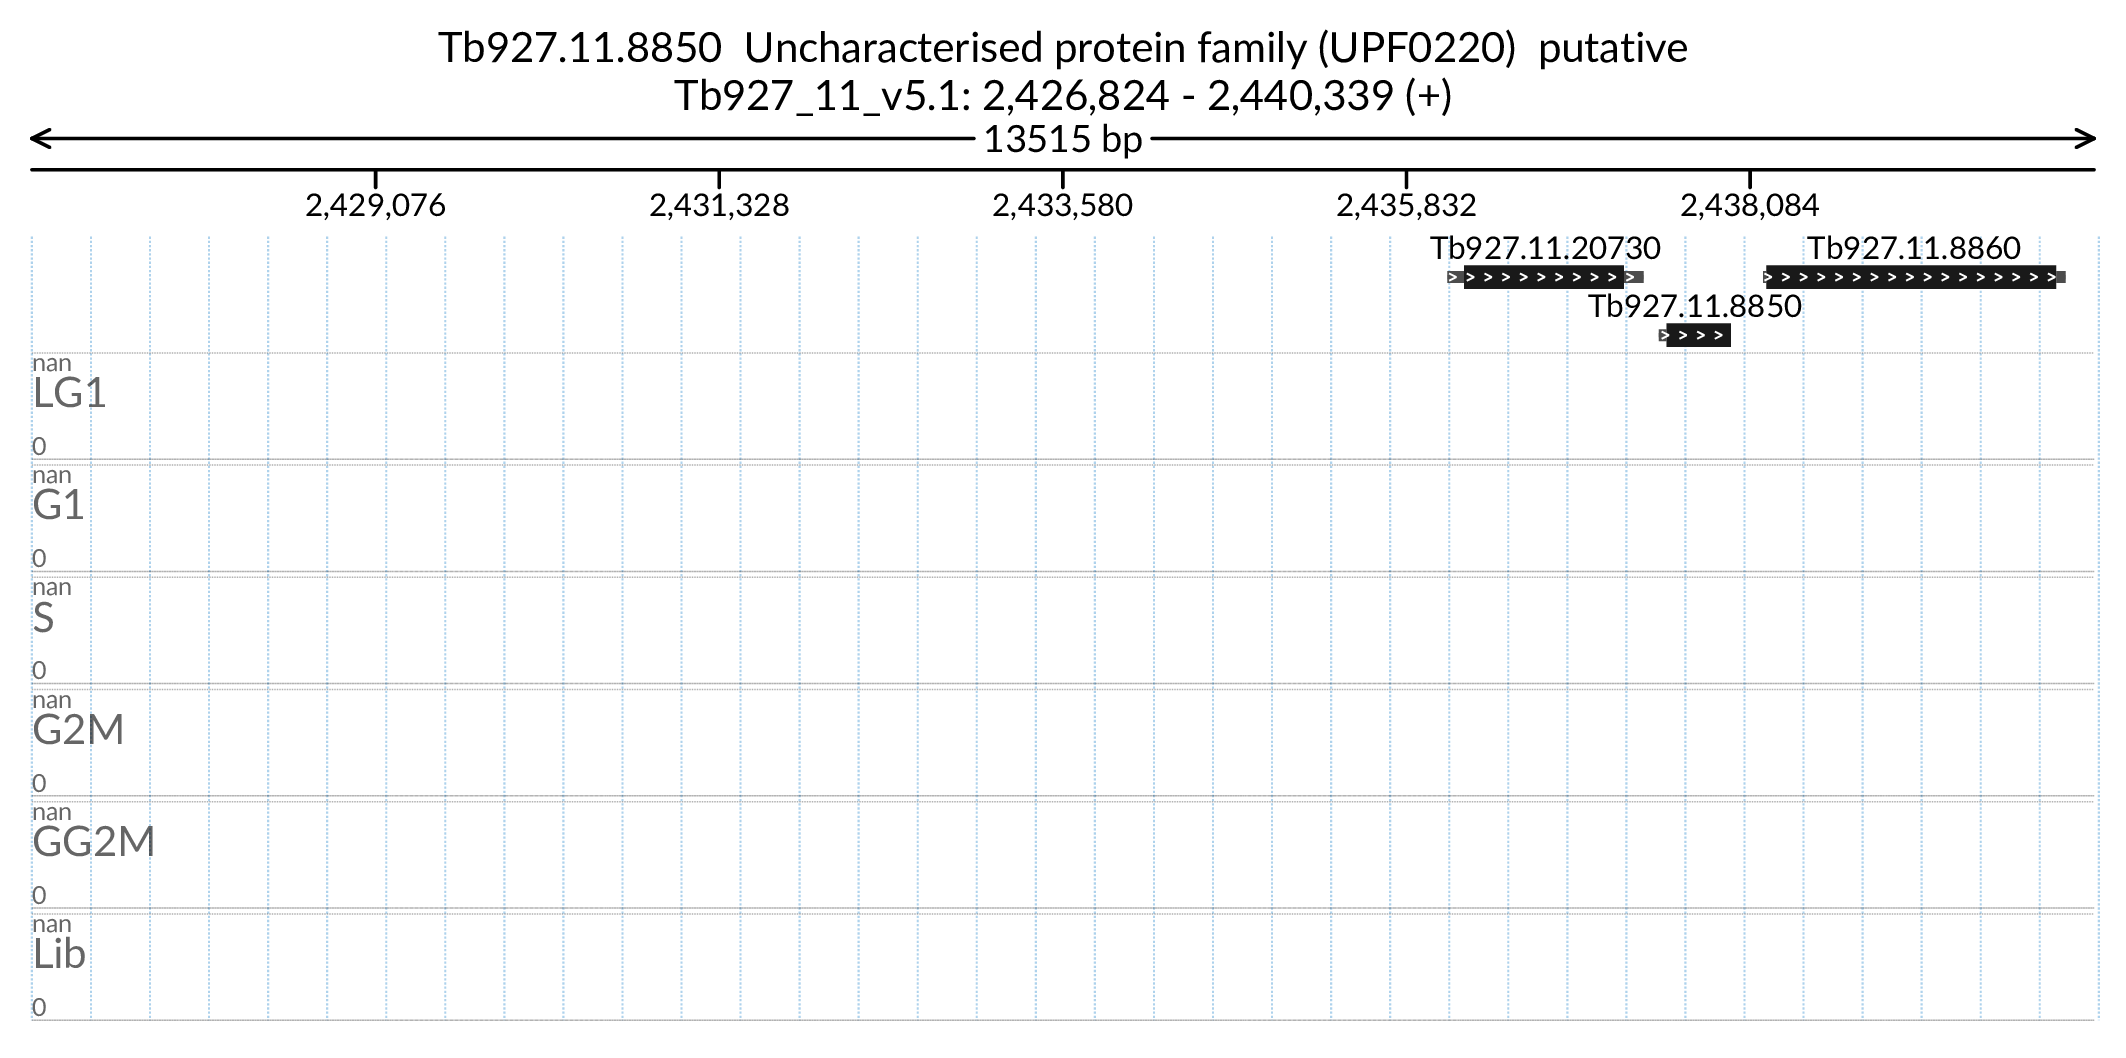 Tb927.11.8850  Uncharacterised protein family (UPF0220)  putative
Tb927_11_v5.1: 2,426,824 - 2,440,339 (+)
13515 bp
2,429,076 2,431,328 2,433,580 2,435,832 2,438,084
Tb927.11.20730 Tb927.11.8860
Tb927.11.8850
nan
LG1
0
nan
G1
0
nan
S
0
nan
G2M
0
nan
GG2M
0
nan
Lib
0